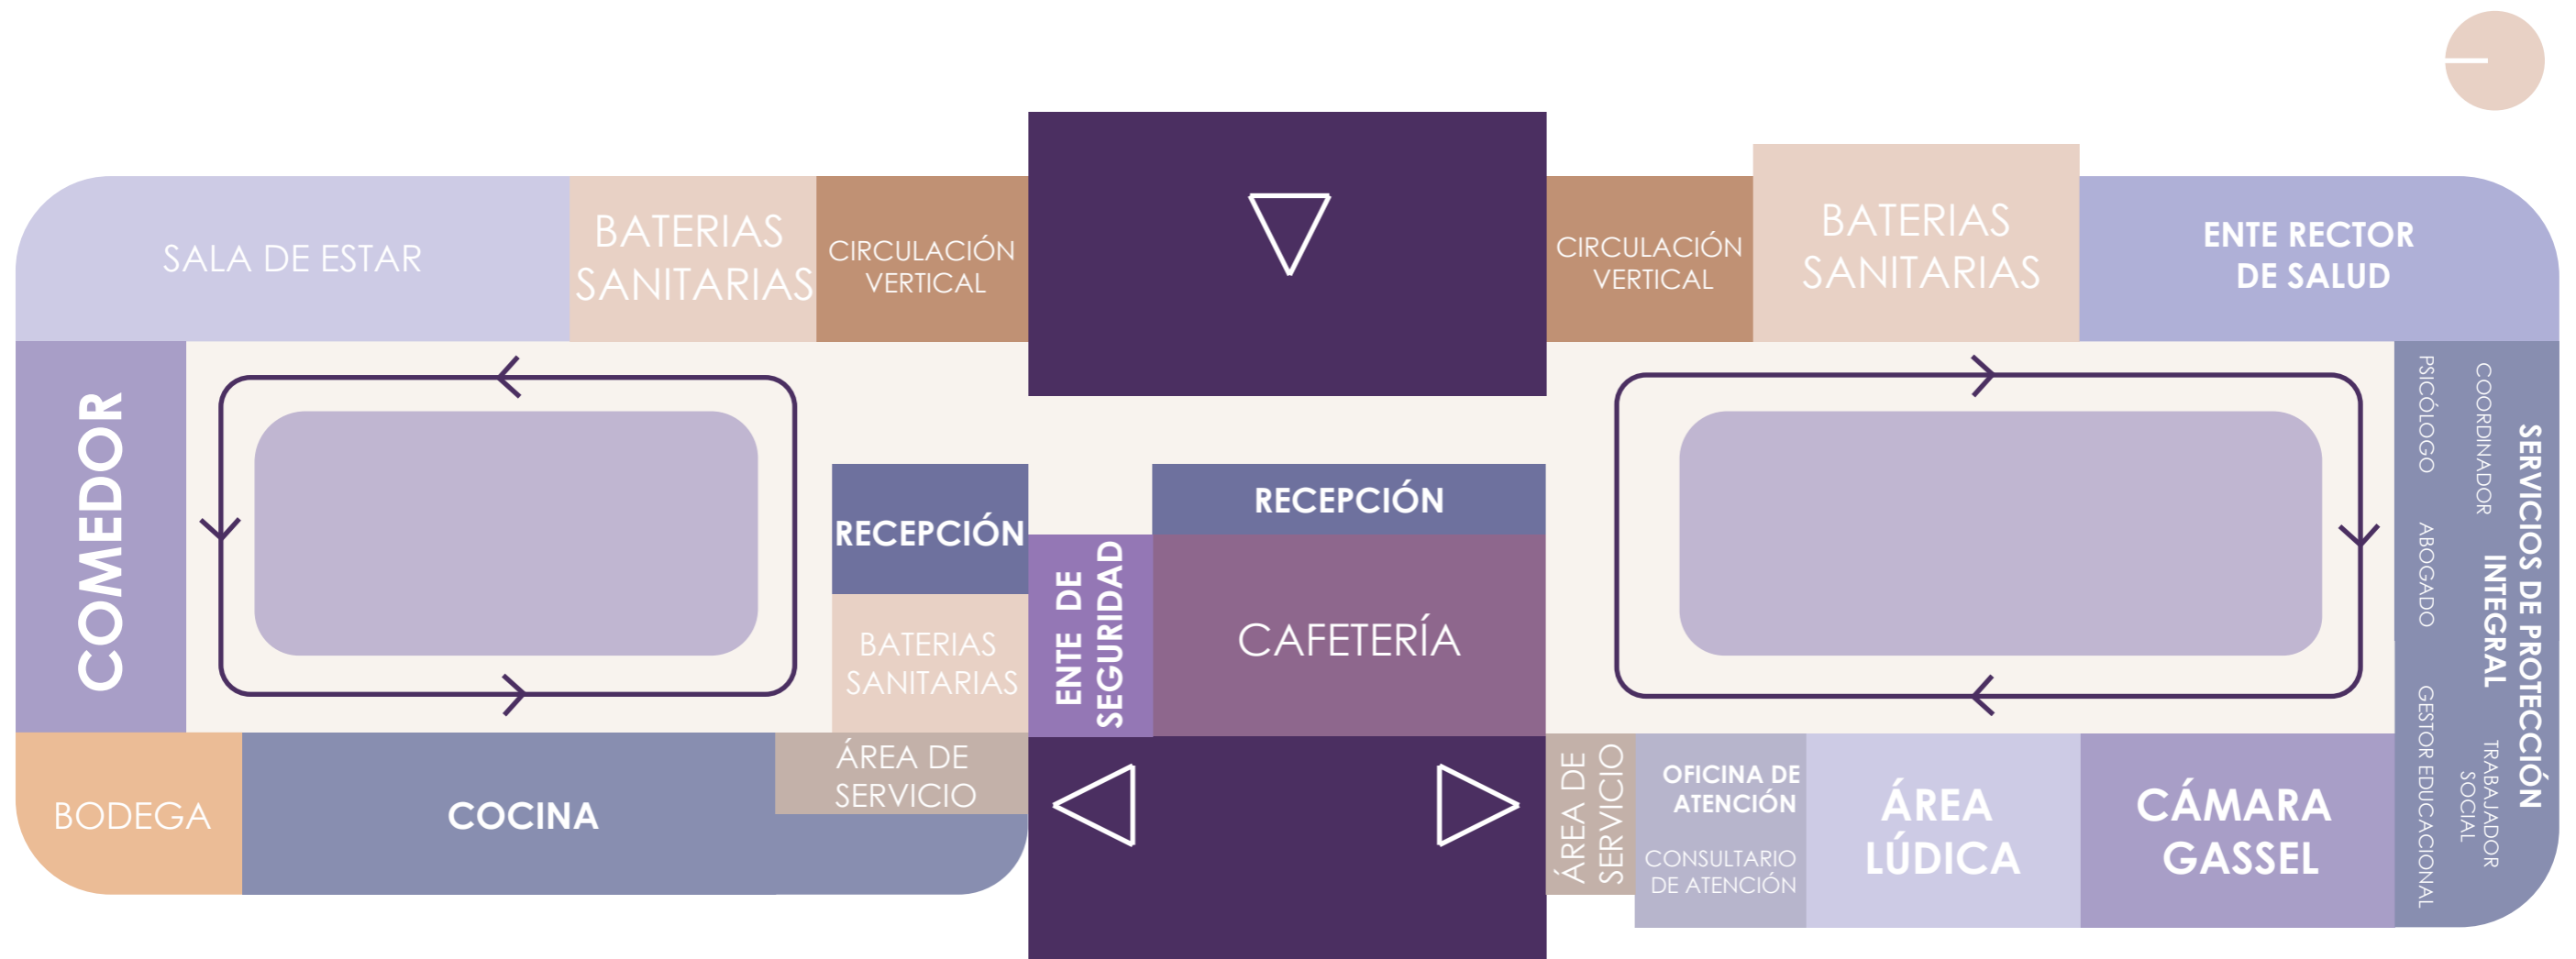 SALA DE ESTAR
BATERIAS
SANITARIAS
CIRCULACIÓN
VERTICAL
CIRCULACIÓN
VERTICAL
BATERIAS
SANITARIAS
ENTE RECTOR
DE SALUD
COMEDOR
RECEPCIÓN
BATERIAS
SANITARIAS
ENTE DE
SEGURIDAD
RECEPCIÓN
CAFETERÍA
SERVICIOS DE PROTECCIÓN
INTEGRAL
COORDINADOR
TRABAJADOR
SOCIAL
PSICÓLOGO
ABOGADO
GESTOR EDUCACIONAL
BODEGA
COCINA
ÁREA DE
SERVICIO
ÁREA DE
SERVICIO
OFICINA DE
ATENCIÓN
CONSULTARIO
DE ATENCIÓN
ÁREA
LÚDICA
CÁMARA
GASSEL